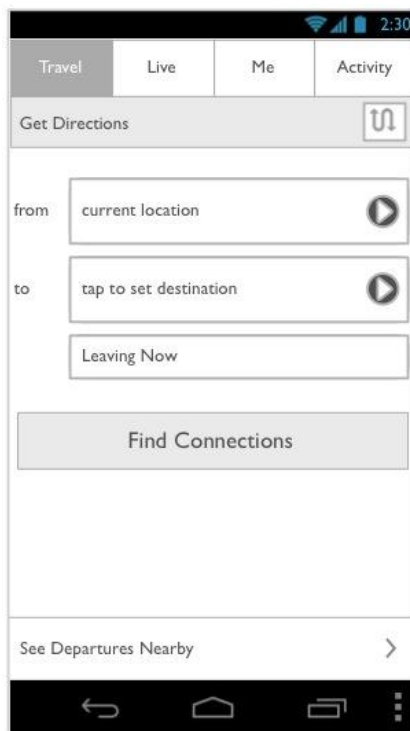 2:30
Travel Live Me Activity
Get Directions
from current location
to tap to set destination
Leaving Now
Find Connections
See Departures Nearby